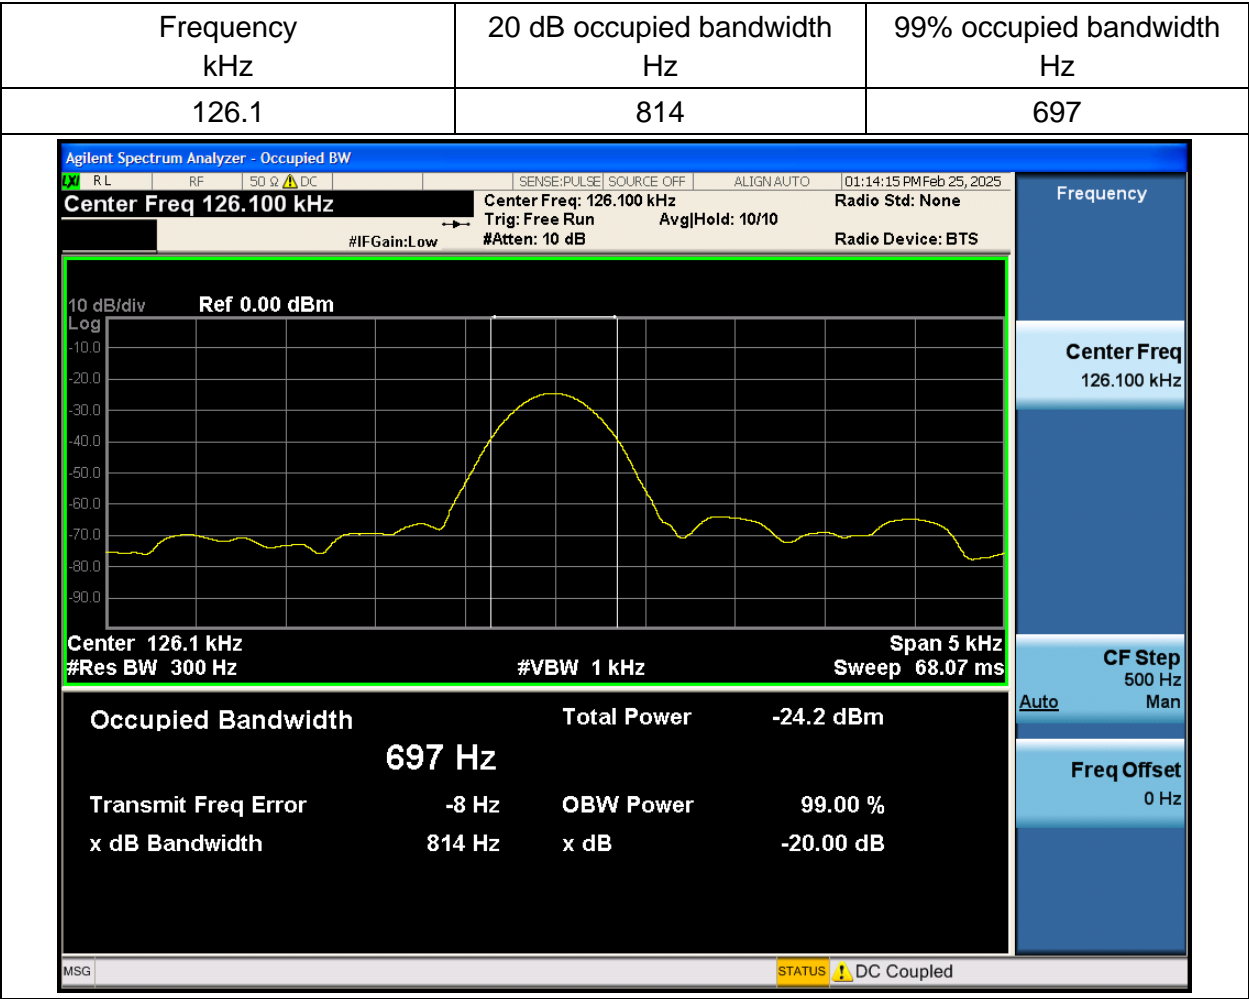 Frequency kHz 20 dB occupied bandwidth Hz 99% occupied bandwidth Hz
126.1 814 697
Agilent Spectrum Analyzer - Occupied BW
LXI RL RF 50 Ω DC SENSE:PULSE SOURCE OFF ALIGN AUTO 01:14:15 PM Feb 25, 2025
Center Freq 126.100 kHz
Center Freq: 126.100 kHz Radio Std: None
Trig: Free Run Avg|Hold: 10/10
#IFGain:Low #Atten: 10 dB Radio Device: BTS
Frequency
10 dB/div Ref 0.00 dBm
Log
-10.0
-20.0
-30.0
-40.0
-50.0
-60.0
-70.0
-80.0
-90.0
Center 126.1 kHz Span 5 kHz
#Res BW 300 Hz #VBW 1 kHz Sweep 68.07 ms
Occupied Bandwidth Total Power -24.2 dBm
697 Hz
Transmit Freq Error -8 Hz OBW Power 99.00 %
x dB Bandwidth 814 Hz x dB -20.00 dB
Center Freq
126.100 kHz
CF Step
500 Hz
Auto Man
Freq Offset
0 Hz
MSG STATUS DC Coupled